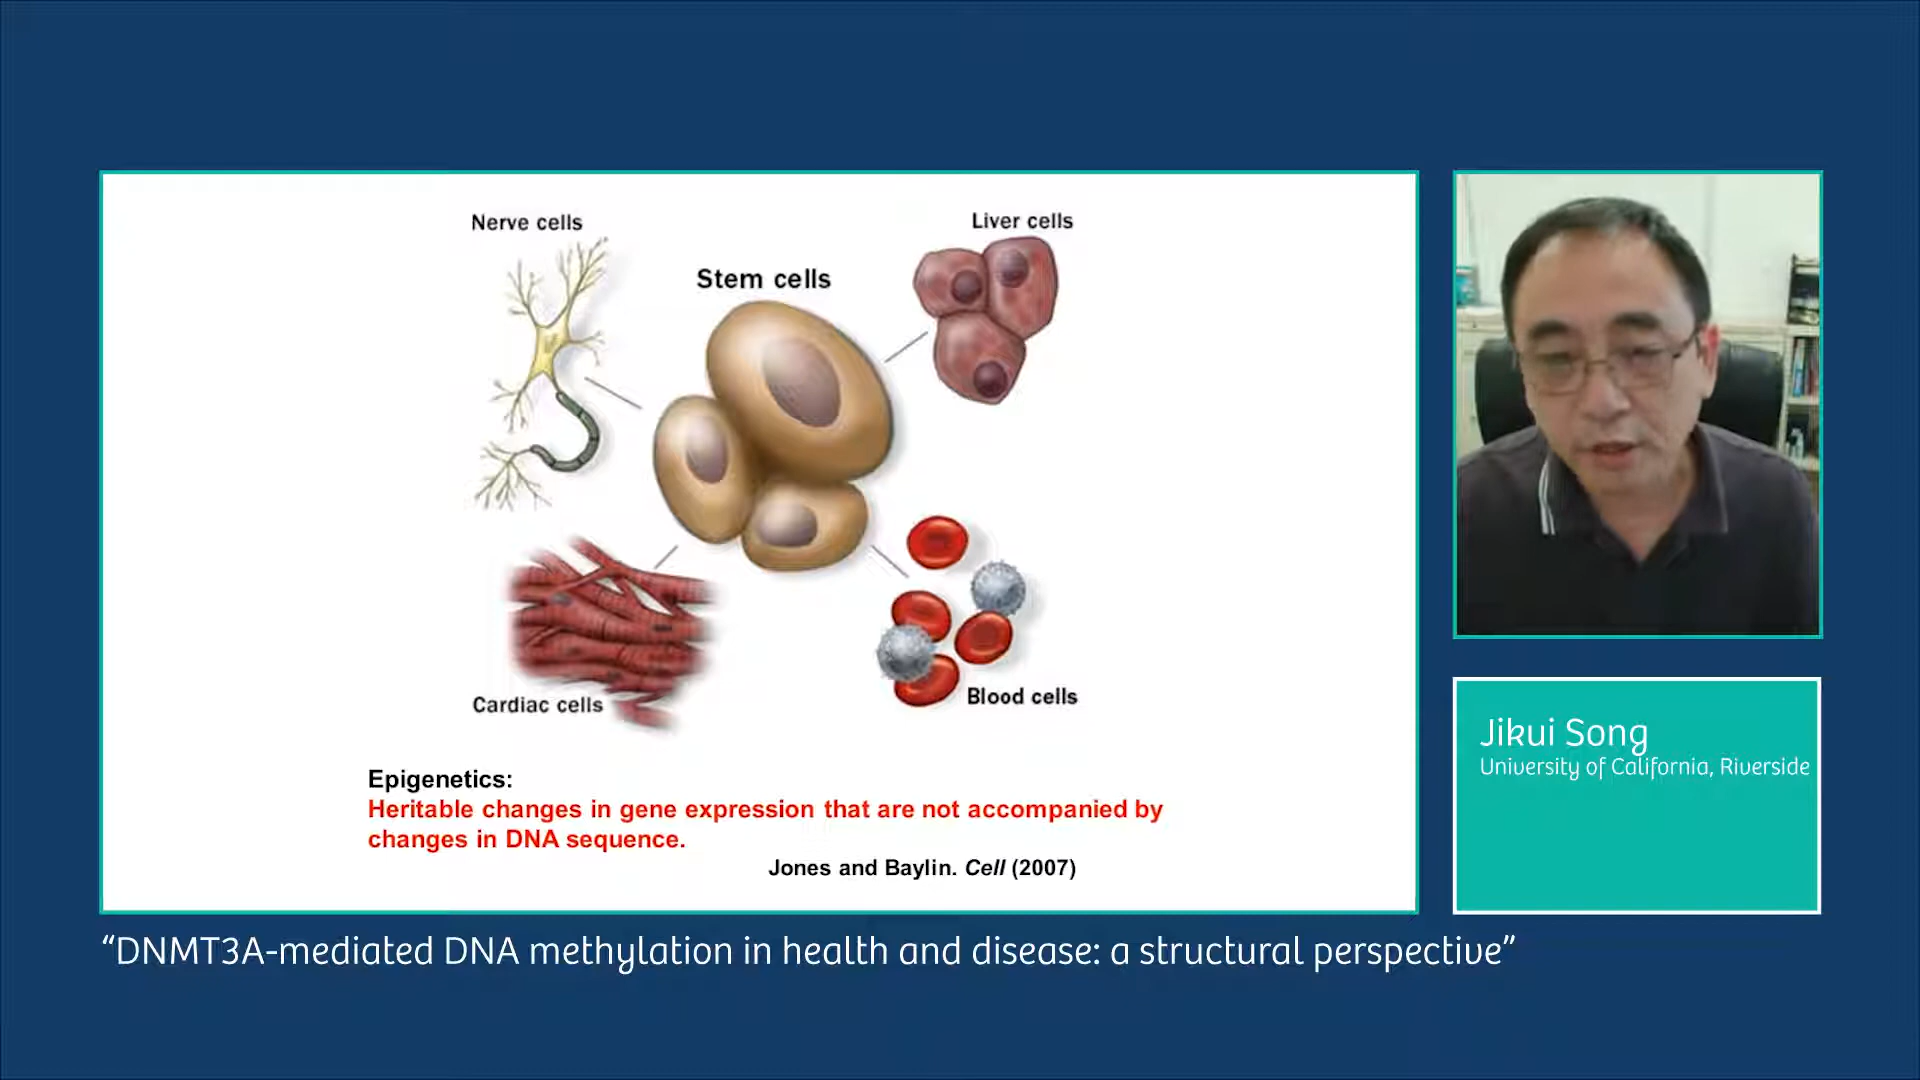 Nerve cells
Liver cells
Stem cells
Cardiac cells
Blood cells
Epigenetics:
Heritable changes in gene expression that are not accompanied by
changes in DNA sequence.
Jones and Baylin. Cell (2007)
Jikui Song
University of California, Riverside
“DNMT3A-mediated DNA methylation in health and disease: a structural perspective”